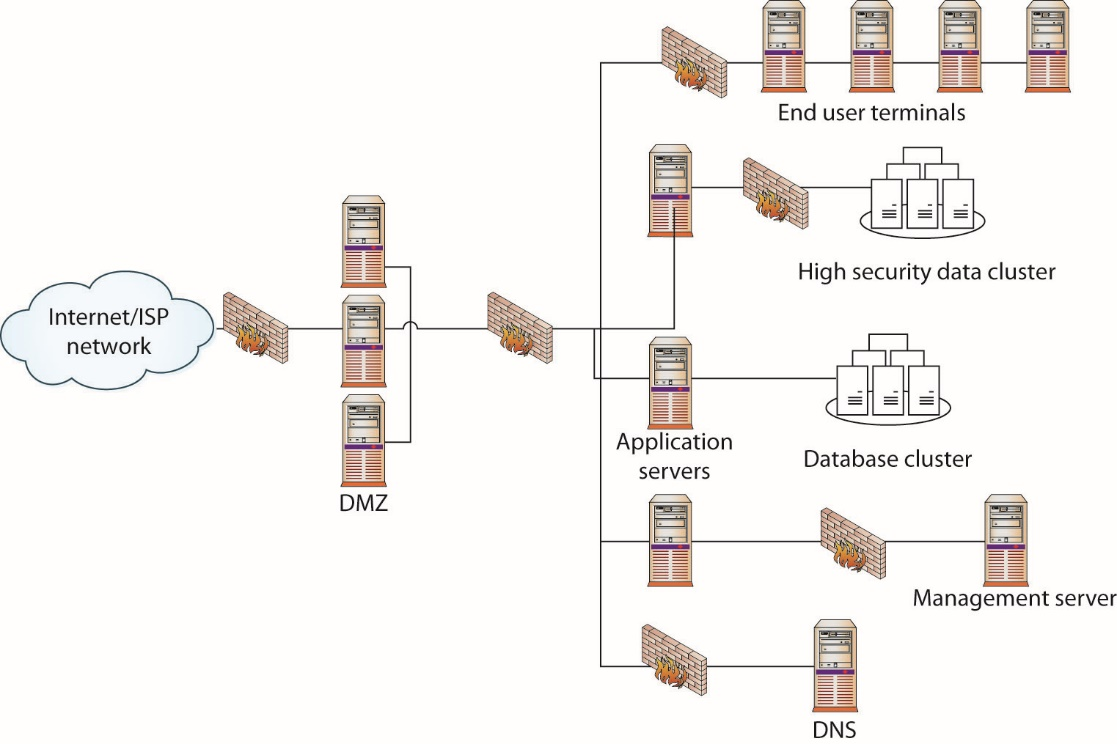 End user terminals
High security data cluster
Internet/ISP
network
Application
servers
Database cluster
DMZ
Management server
DNS